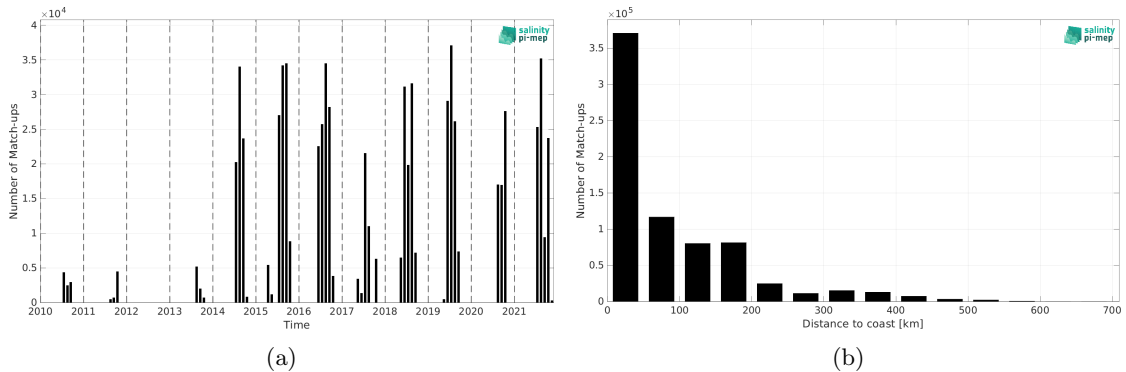 ×10⁴
4
3.5
3
2.5
2
1.5
1
0.5
0
Number of Match-ups
2010 2011 2012 2013 2014 2015 2016 2017 2018 2019 2020 2021
Time
salinity
pi-mep
(a)
×10⁵
3.5
3
2.5
2
1.5
1
0.5
0
Number of Match-ups
0 100 200 300 400 500 600 700
Distance to coast [km]
salinity
pi-mep
(b)